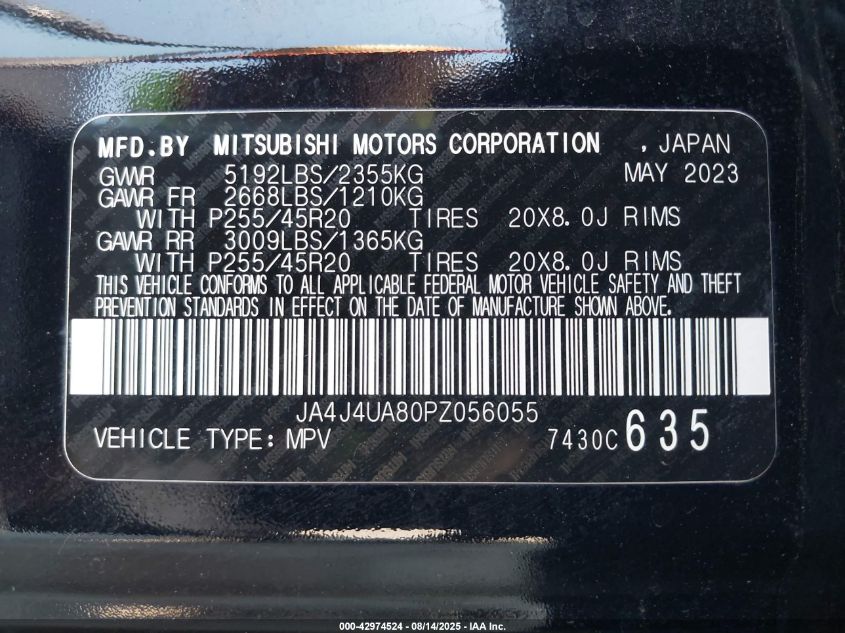 MFD.BY MITSUBISHI MOTORS CORPORATION , JAPAN
GWWR 5192LBS/2355KG MAY 2023
GAWR FR 2668LBS/1210KG
WITH P255/45R20 TIRES 20X8.0J RIMS
GAWR RR 3009LBS/1365KG
WITH P255/45R20 TIRES 20X8.0J RIMS
THIS VEHICLE CONFORMS TO ALL APPLICABLE FEDERAL MOTOR VEHICLE SAFETY AND THEFT
PREVENTION STANDARDS IN EFFECT ON THE DATE OF MANUFACTURE SHOWN ABOVE.
JA4J4UA80PZ056055
VEHICLE TYPE: MPV 7430C 635
000-42974524 - 08/14/2025 - IAA Inc.